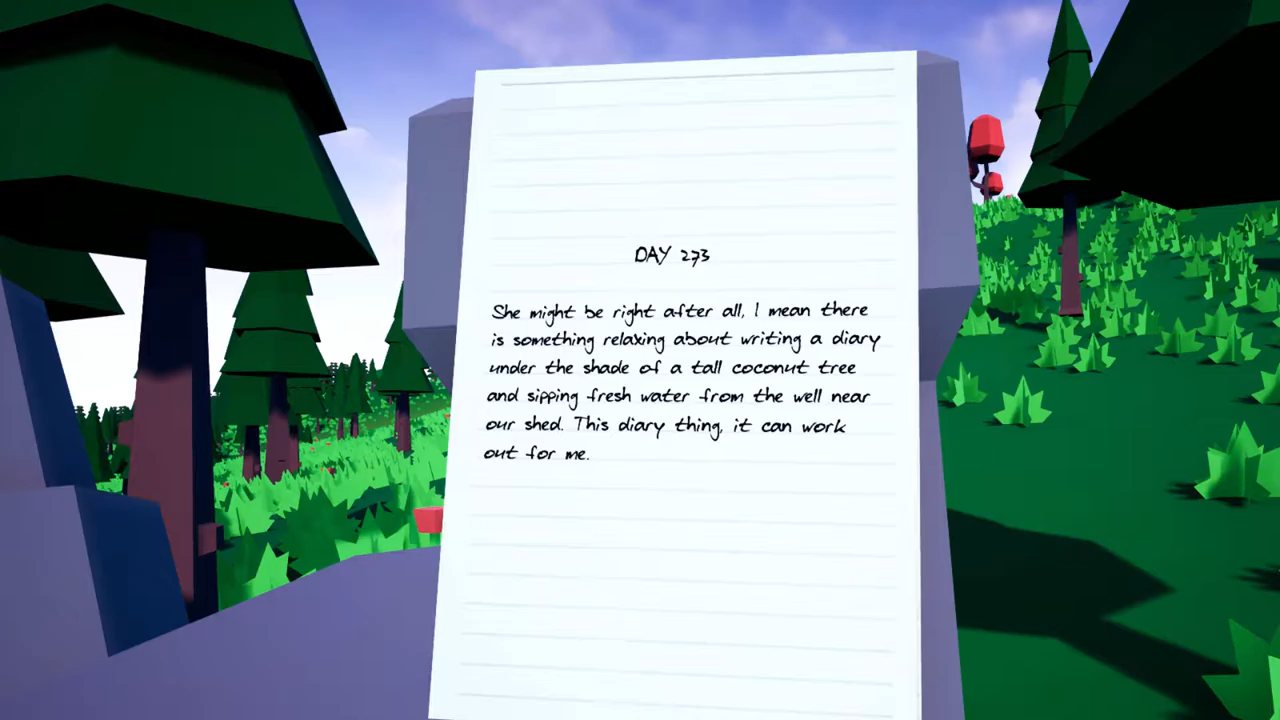 DAY 273
She might be right after all, I mean there
is something relaxing about writing a diary
under the shade of a tall coconut tree
and sipping fresh water from the well near
our shed. This diary thing, it can work
out for me.